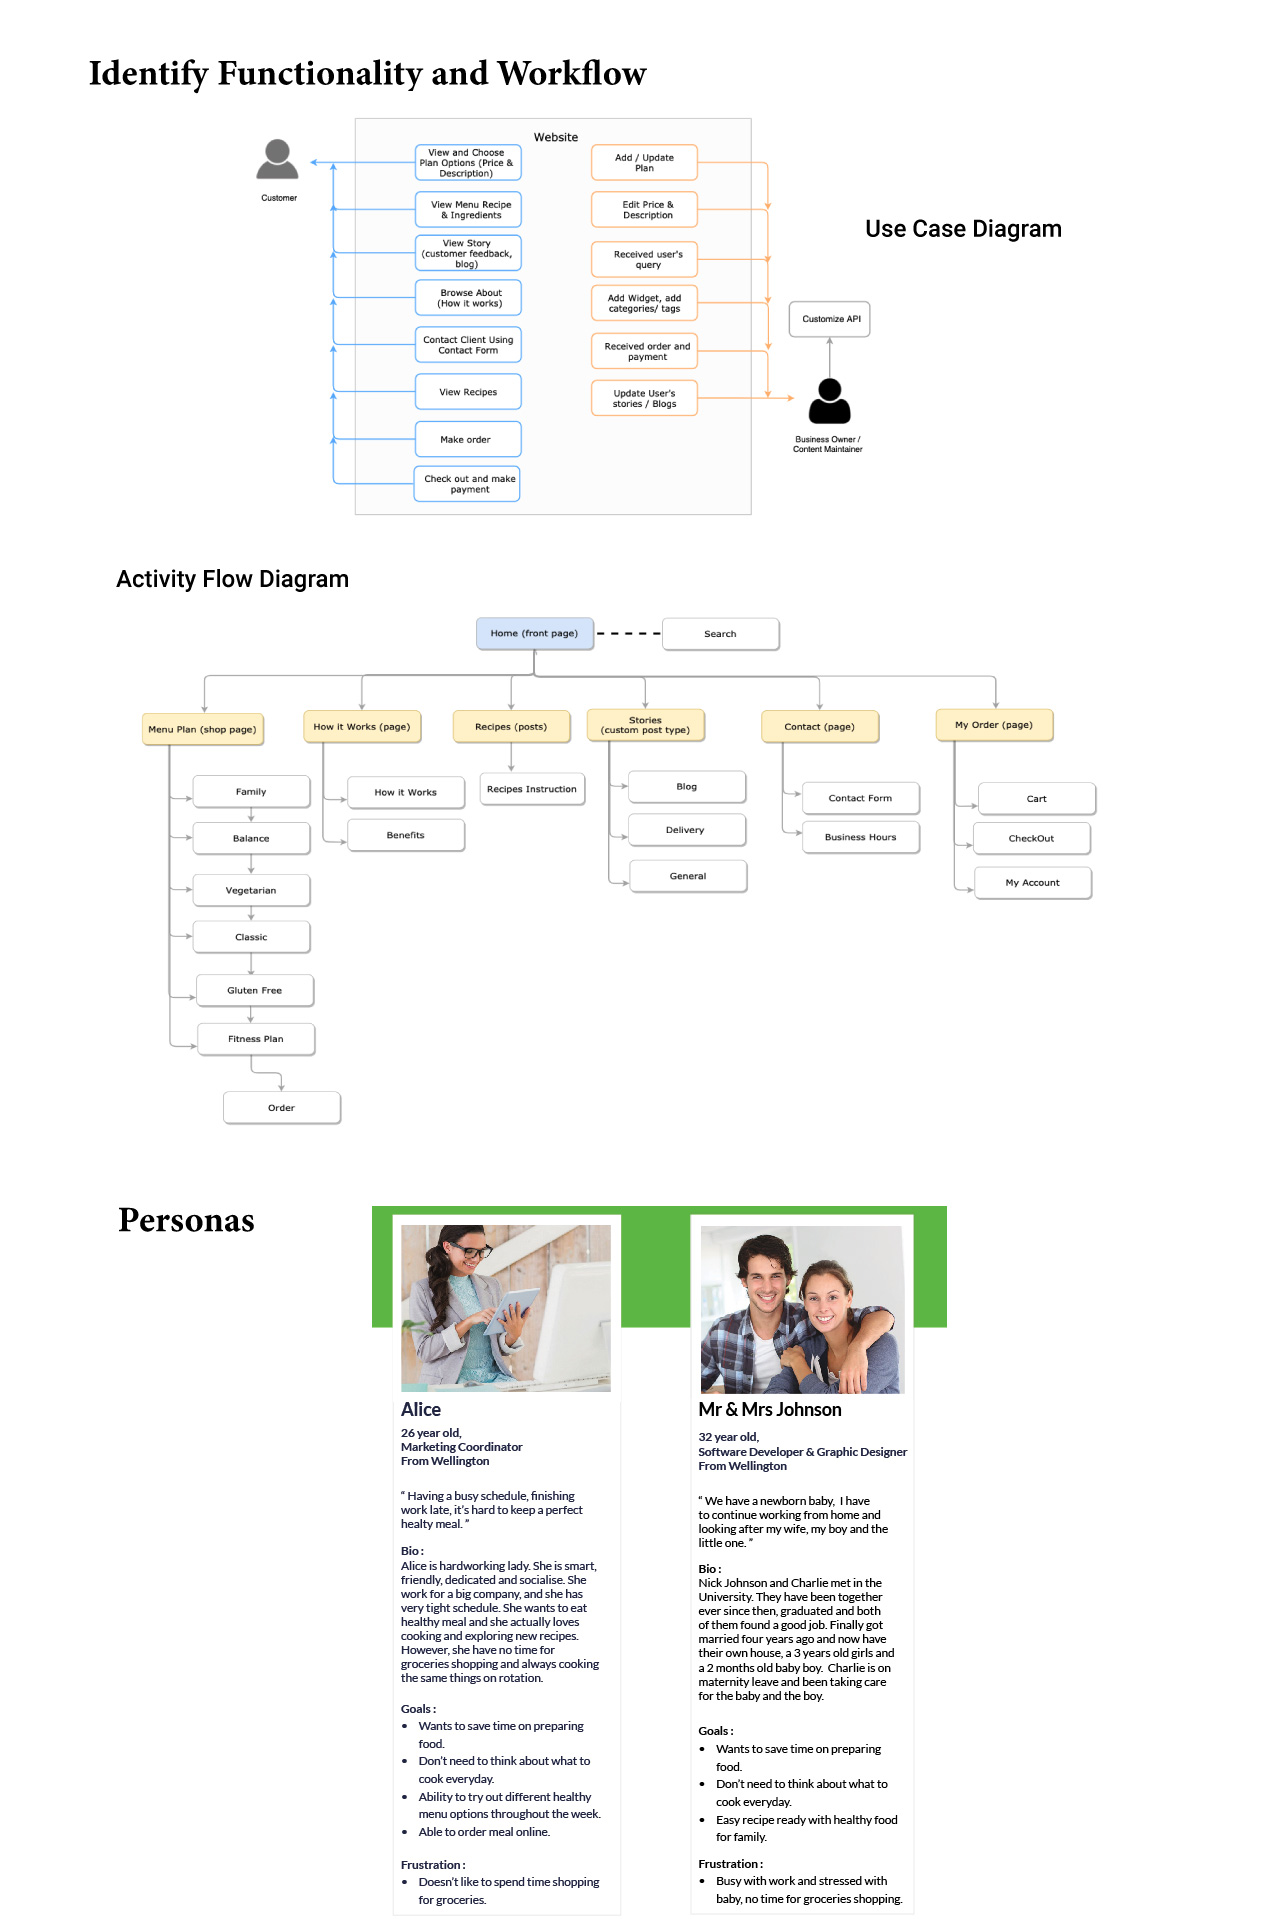 Identify Functionality and Workflow
Website
Customer
View and Choose
Plan Options (Price &
Description)
View Menu Recipe
& Ingredients
View Story
(customer feedback,
blog)
Browse About
(How it works)
Contact Client Using
Contact Form
View Recipes
Make order
Check out and make
payment
Add / Update
Plan
Edit Price &
Description
Received user's
query
Add Widget, add
categories/ tags
Received order and
payment
Update User's
stories / Blogs
Use Case Diagram
Customize API
Business Owner /
Content Maintainer
Activity Flow Diagram
Home (front page)
Search
Menu Plan (shop page)
How it Works (page)
Recipes (posts)
Stories
(custom post type)
Contact (page)
My Order (page)
Family
Balance
Vegetarian
Classic
Gluten Free
Fitness Plan
Order
How it Works
Benefits
Recipes Instruction
Blog
Delivery
General
Contact Form
Business Hours
Cart
CheckOut
My Account
Personas
Alice
26 year old,
Marketing Coordinator
From Wellington
“ Having a busy schedule, finishing
work late, it’s hard to keep a perfect
healty meal. ”
Bio :
Alice is hardworking lady. She is smart,
friendly, dedicated and socialise. She
work for a big company, and she has
very tight schedule. She wants to eat
healthy meal and she actually loves
cooking and exploring new recipes.
However, she have no time for
groceries shopping and always cooking
the same things on rotation.
Goals :
• Wants to save time on preparing
food.
• Don’t need to think about what to
cook everyday.
• Ability to try out different healthy
menu options throughout the week.
• Able to order meal online.
Frustration :
• Doesn’t like to spend time shopping
for groceries.
Mr & Mrs Johnson
32 year old,
Software Developer & Graphic Designer
From Wellington
“ We have a newborn baby, I have
to continue working from home and
looking after my wife, my boy and the
little one. ”
Bio :
Nick Johnson and Charlie met in the
University. They have been together
ever since then, graduated and both
of them found a good job. Finally got
married four years ago and now have
their own house, a 3 years old girls and
a 2 months old baby boy. Charlie is on
maternity leave and been taking care
for the baby and the boy.
Goals :
• Wants to save time on preparing
food.
• Don’t need to think about what to
cook everyday.
• Easy recipe ready with healthy food
for family.
Frustration :
• Busy with work and stressed with
baby, no time for groceries shopping.